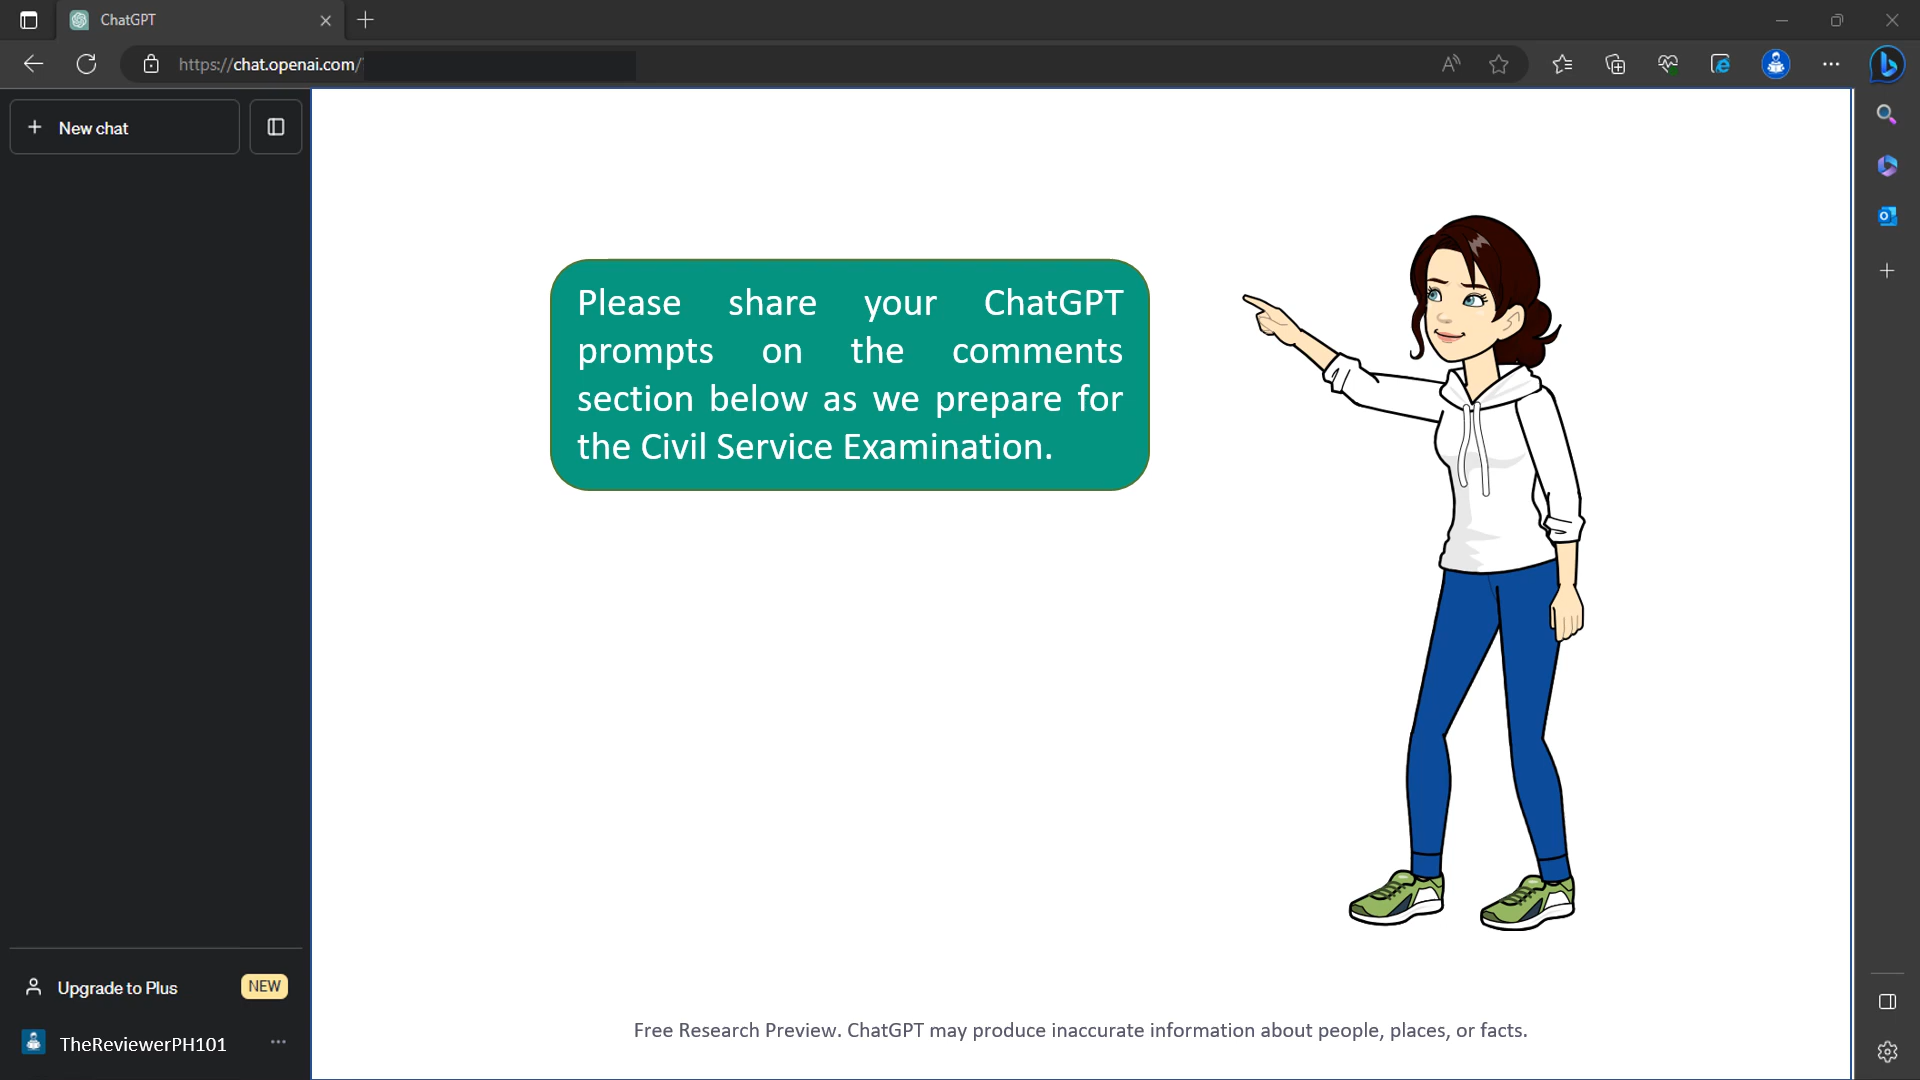 ChatGPT
https://chat.openai.com/
New chat
Please share your ChatGPT
prompts on the comments
section below as we prepare for
the Civil Service Examination.
Upgrade to Plus
NEW
TheReviewerPH101
Free Research Preview. ChatGPT may produce inaccurate information about people, places, or facts.